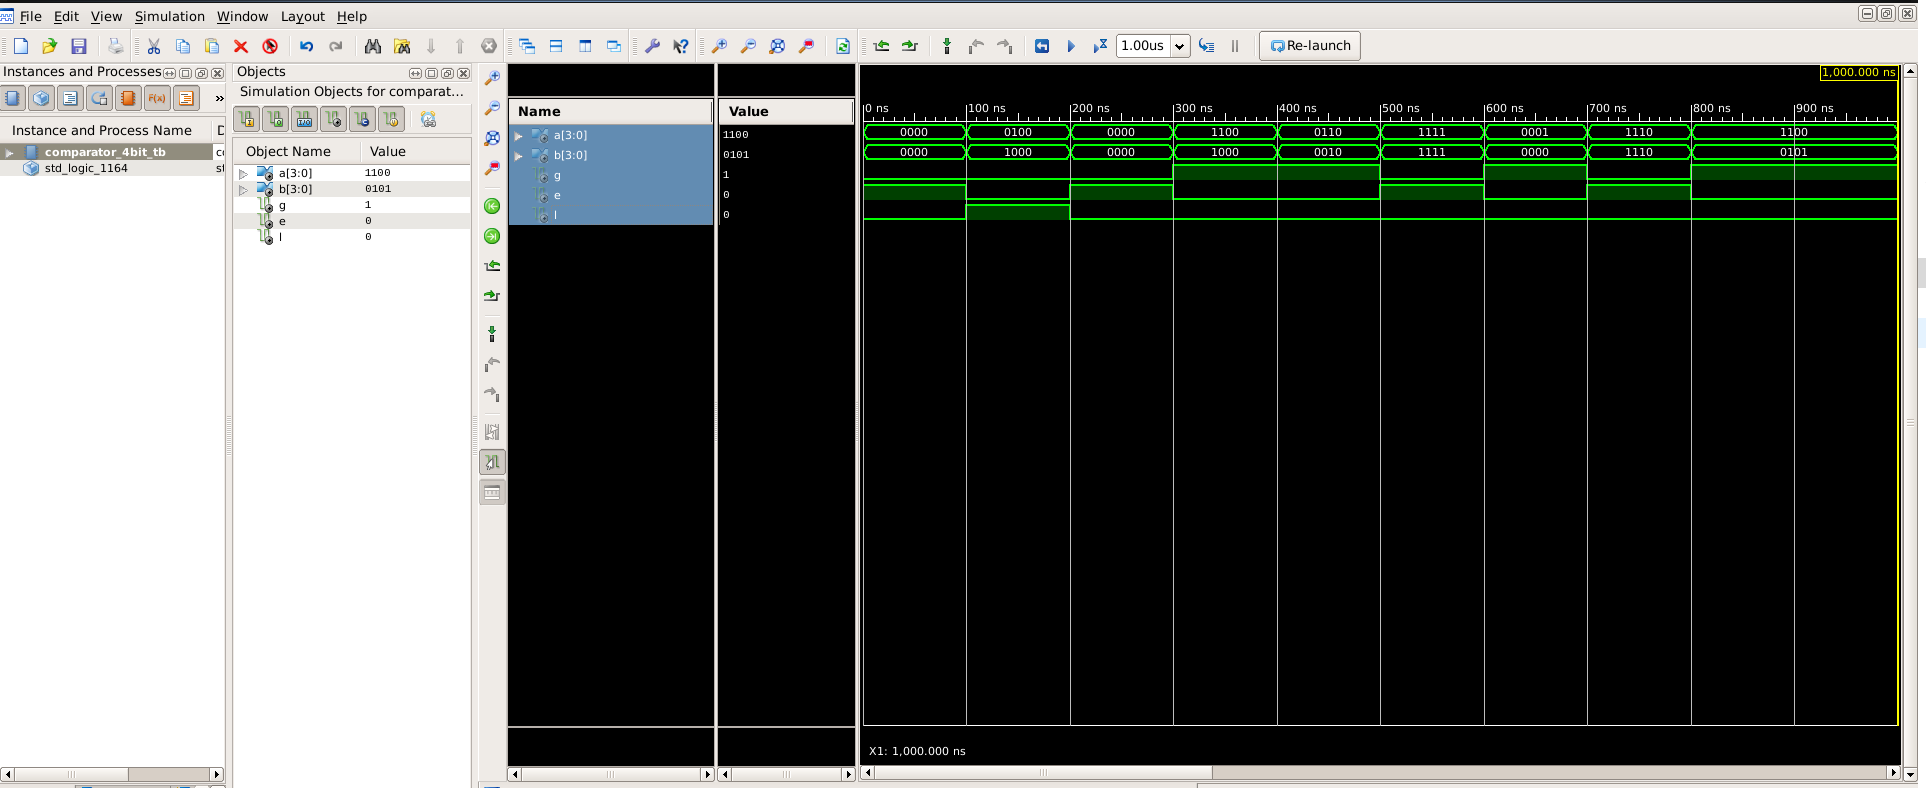 File Edit View Simulation Window Layout Help
1.00us Re-launch
Instances and Processes
F(x) »
Instance and Process Name D
comparator_4bit_tb
std_logic_1164
Objects
Simulation Objects for comparat...
Object Name Value
a[3:0] 1100
b[3:0] 0101
g 1
e 0
l 0
Name Value
a[3:0] 1100
b[3:0] 0101
g 1
e 0
l 0
1,000.000 ns
0 ns 100 ns 200 ns 300 ns 400 ns 500 ns 600 ns 700 ns 800 ns 900 ns
0000 0100 0000 1100 0110 1111 0001 1110 1100
0000 1000 0000 1000 0010 1111 0000 1110 0101
X1: 1,000.000 ns